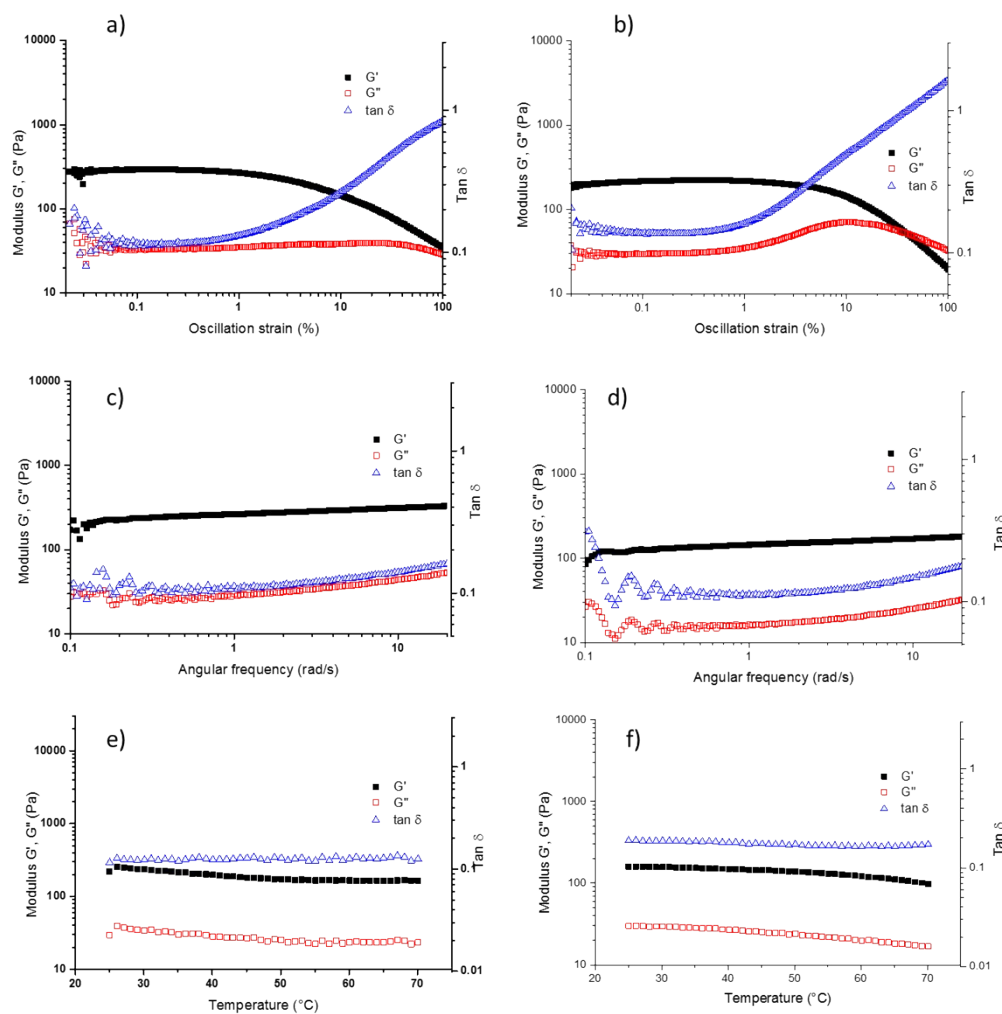 a)
10000
1000
100
10
Modulus G', G'' (Pa)
G'
G''
tan δ
1
0.1
Tan δ
0.1 1 10 100
Oscillation strain (%)
b)
10000
1000
100
10
Modulus G', G'' (Pa)
G'
G''
tan δ
1
0.1
Tan δ
0.1 1 10 100
Oscillation strain (%)
c)
10000
1000
100
10
Modulus G', G'' (Pa)
G'
G''
tan δ
1
0.1
Tan δ
0.1 1 10
Angular frequency (rad/s)
d)
10000
1000
100
10
Modulus G', G'' (Pa)
G'
G''
tan δ
1
0.1
Tan δ
0.1 1 10
Angular frequency (rad/s)
e)
10000
1000
100
10
Modulus G', G'' (Pa)
G'
G''
tan δ
1
0.1
0.01
Tan δ
20 30 40 50 60 70
Temperature (°C)
f)
10000
1000
100
10
Modulus G', G'' (Pa)
G'
G''
tan δ
1
0.1
0.01
Tan δ
20 30 40 50 60 70
Temperature (°C)